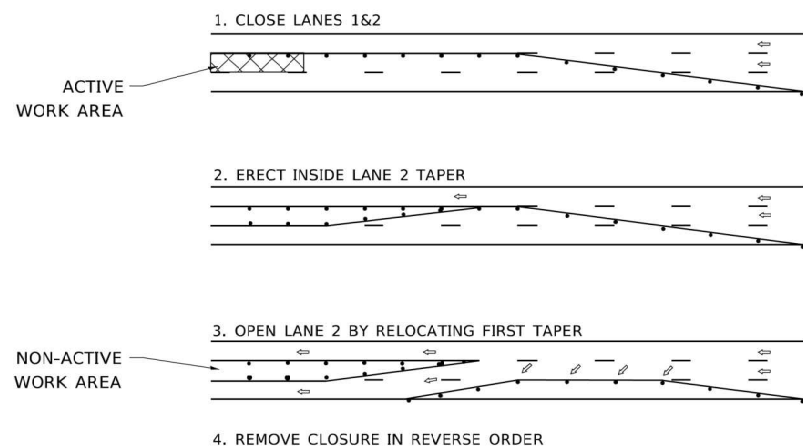 1. CLOSE LANES 1&2
ACTIVE
WORK AREA
2. ERECT INSIDE LANE 2 TAPER
3. OPEN LANE 2 BY RELOCATING FIRST TAPER
NON-ACTIVE
WORK AREA
4. REMOVE CLOSURE IN REVERSE ORDER